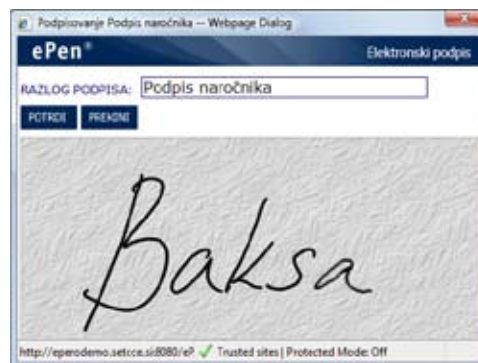 Podpisovanje Podpis naročnika -- Webpage Dialog
ePen® Elektronski podpis
RAZLOG PODPISA: Podpis naročnika
POTRDI PREKINI
Baksa
http://eperodemo.setcce.si:8080/eP Trusted sites | Protected Mode: Off